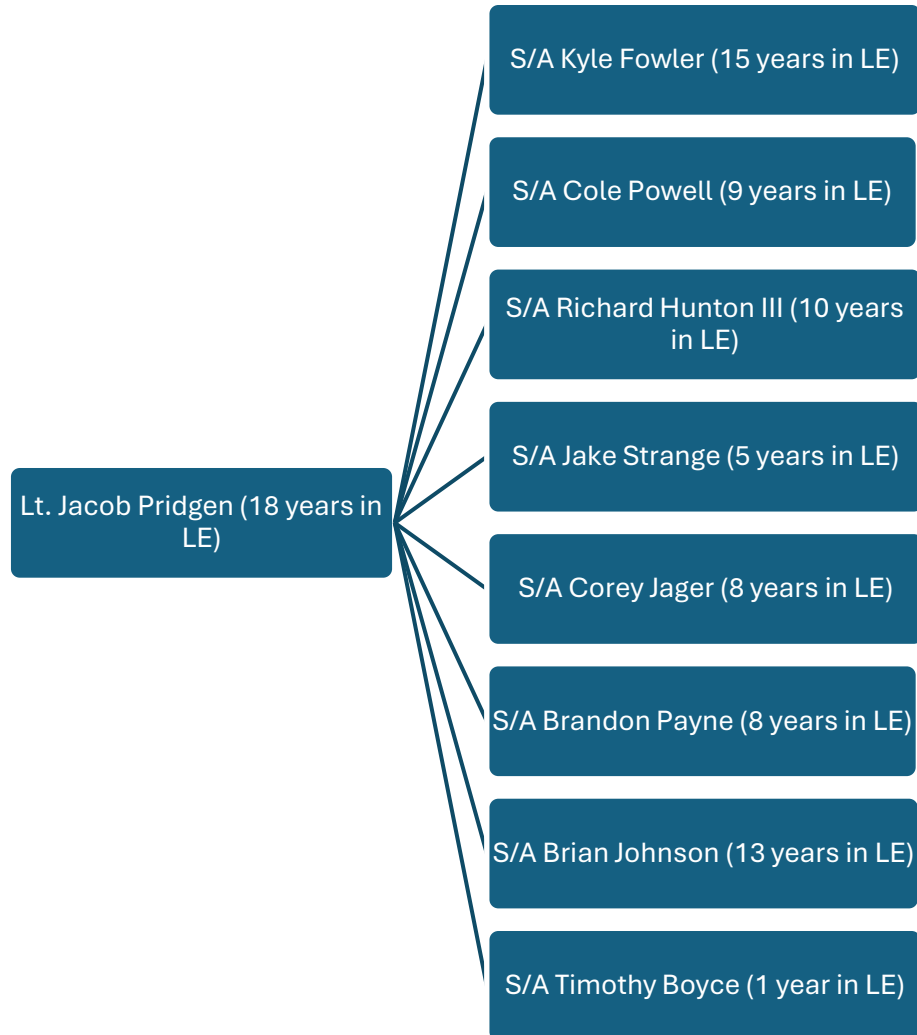 S/A Kyle Fowler (15 years in LE)
S/A Cole Powell (9 years in LE)
S/A Richard Hunton III (10 years
in LE)
S/A Jake Strange (5 years in LE)
Lt. Jacob Pridgen (18 years in
LE)
S/A Corey Jager (8 years in LE)
S/A Brandon Payne (8 years in LE)
S/A Brian Johnson (13 years in LE)
S/A Timothy Boyce (1 year in LE)